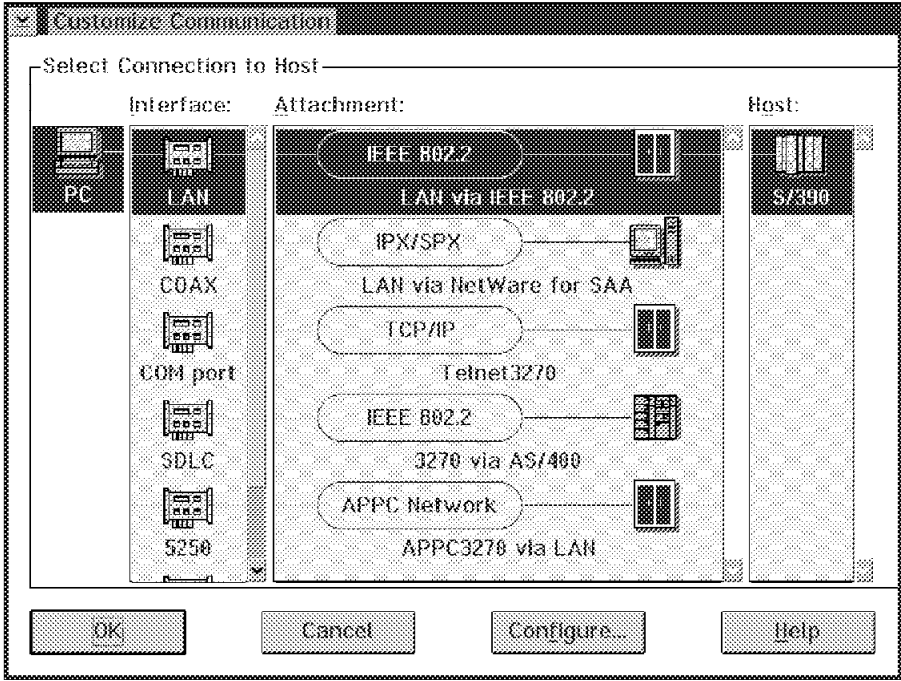 Customize Communication
Select Connection to Host
Interface: Attachment: Host:
IEEE 802.2
PC LAN LAN via IEEE 802.2 S/390
IPX/SPX
COAX LAN via NetWare for SAA
TCP/IP
COM port Telnet3270
IEEE 802.2
SDLC 3270 via AS/400
APPC Network
5250 APPC3270 via LAN
OK Cancel Configure... Help